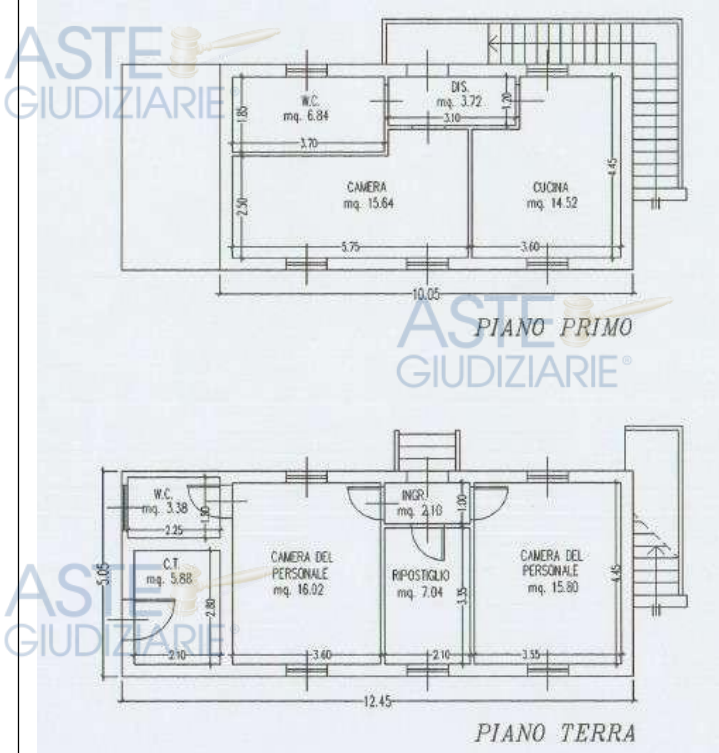 ASTE
GIUDIZIARIE
W.C.
mq. 6.84
1.85
3.70
DIS.
mq. 3.72
3.10
1.20
CAMERA
mq. 15.64
2.50
5.75
CUCINA
mq. 14.52
4.45
3.60
10.05
PIANO PRIMO
ASTE
GIUDIZIARIE®
W.C.
mq. 3.38
2.25
C.T.
mq. 5.88
2.80
2.10
5.05
CAMERA DEL
PERSONALE
mq. 16.02
3.60
INGR.
mq. 2.10
1.00
RIPOSTIGLIO
mq. 7.04
3.35
2.10
CAMERA DEL
PERSONALE
mq. 15.80
4.45
3.55
12.45
ASTE
GIUDIZIARIE®
PIANO TERRA